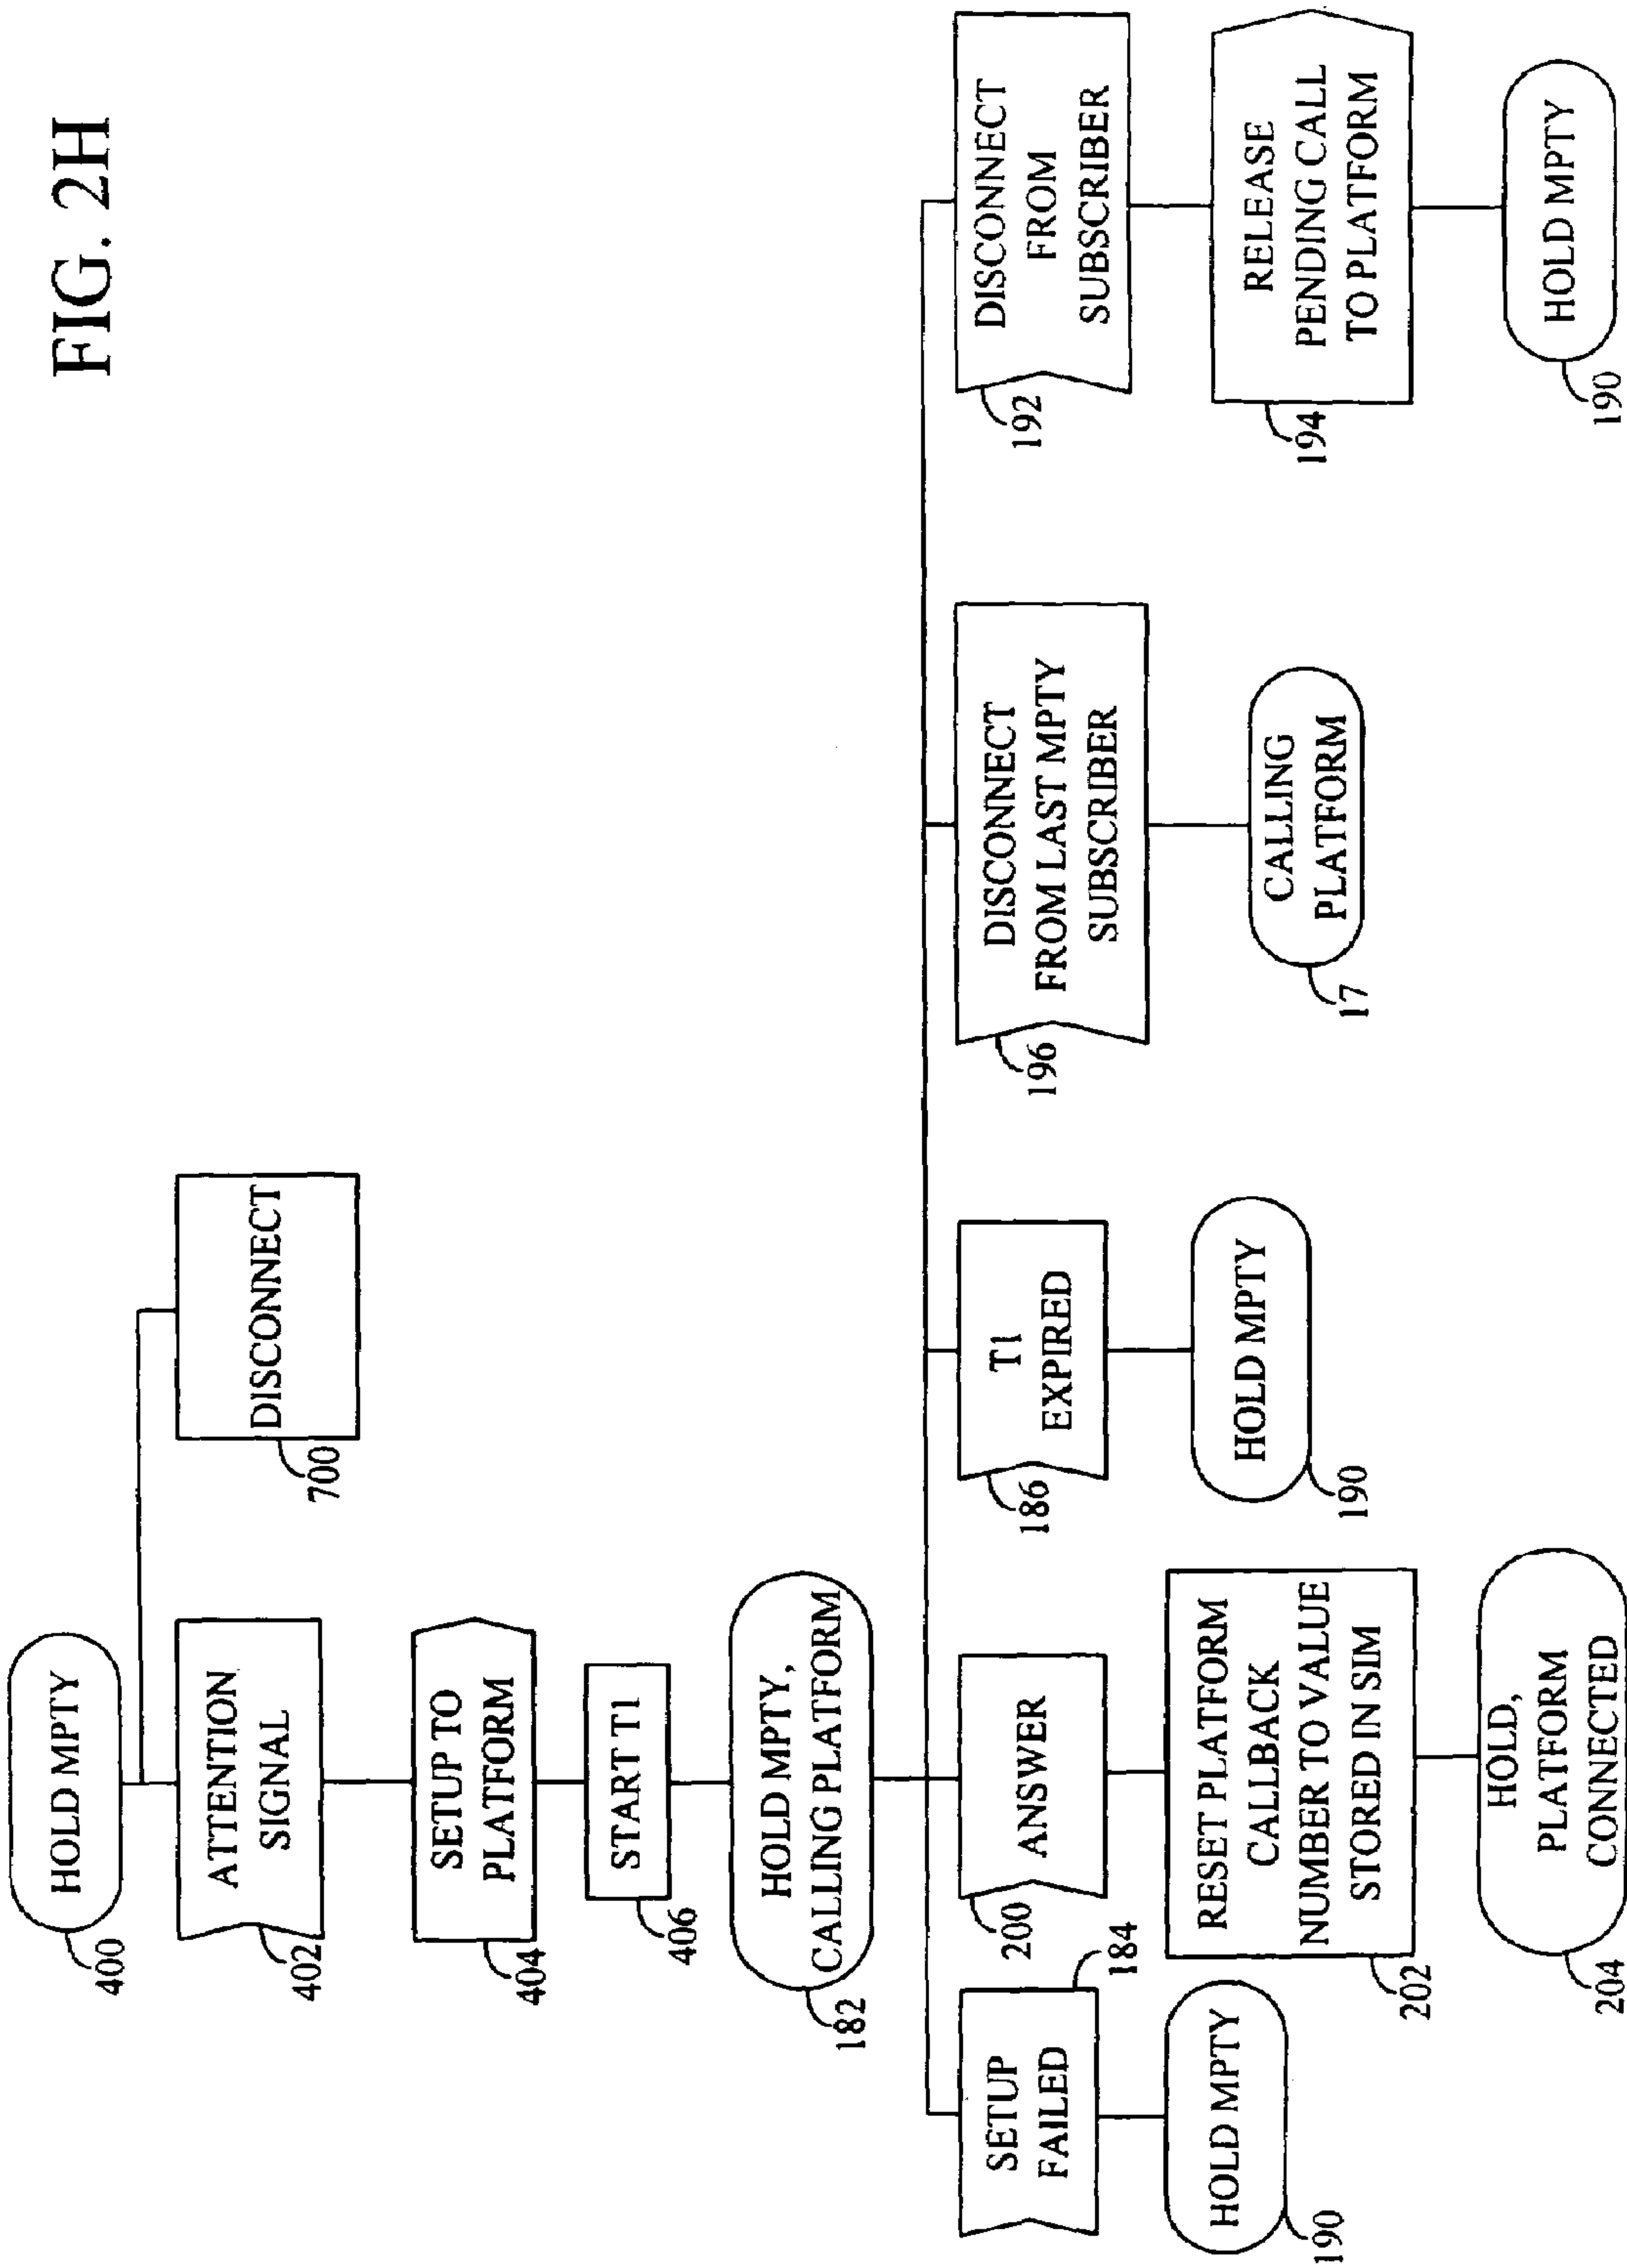 FIG. 2H
HOLD MPTY
400
ATTENTION
SIGNAL
402
DISCONNECT
700
SETUP TO
PLATFORM
404
START T1
406
HOLD MPTY,
CALLING PLATFORM
182
SETUP
FAILED
184
HOLD MPTY
190
ANSWER
200
RESET PLATFORM
CALLBACK
NUMBER TO VALUE
STORED IN SIM
202
HOLD,
PLATFORM
CONNECTED
204
T1
EXPIRED
186
HOLD MPTY
190
DISCONNECT
FROM LAST MPTY
SUBSCRIBER
196
CALLING
PLATFORM
17
DISCONNECT
FROM
SUBSCRIBER
192
RELEASE
PENDING CALL
TO PLATFORM
194
HOLD MPTY
190